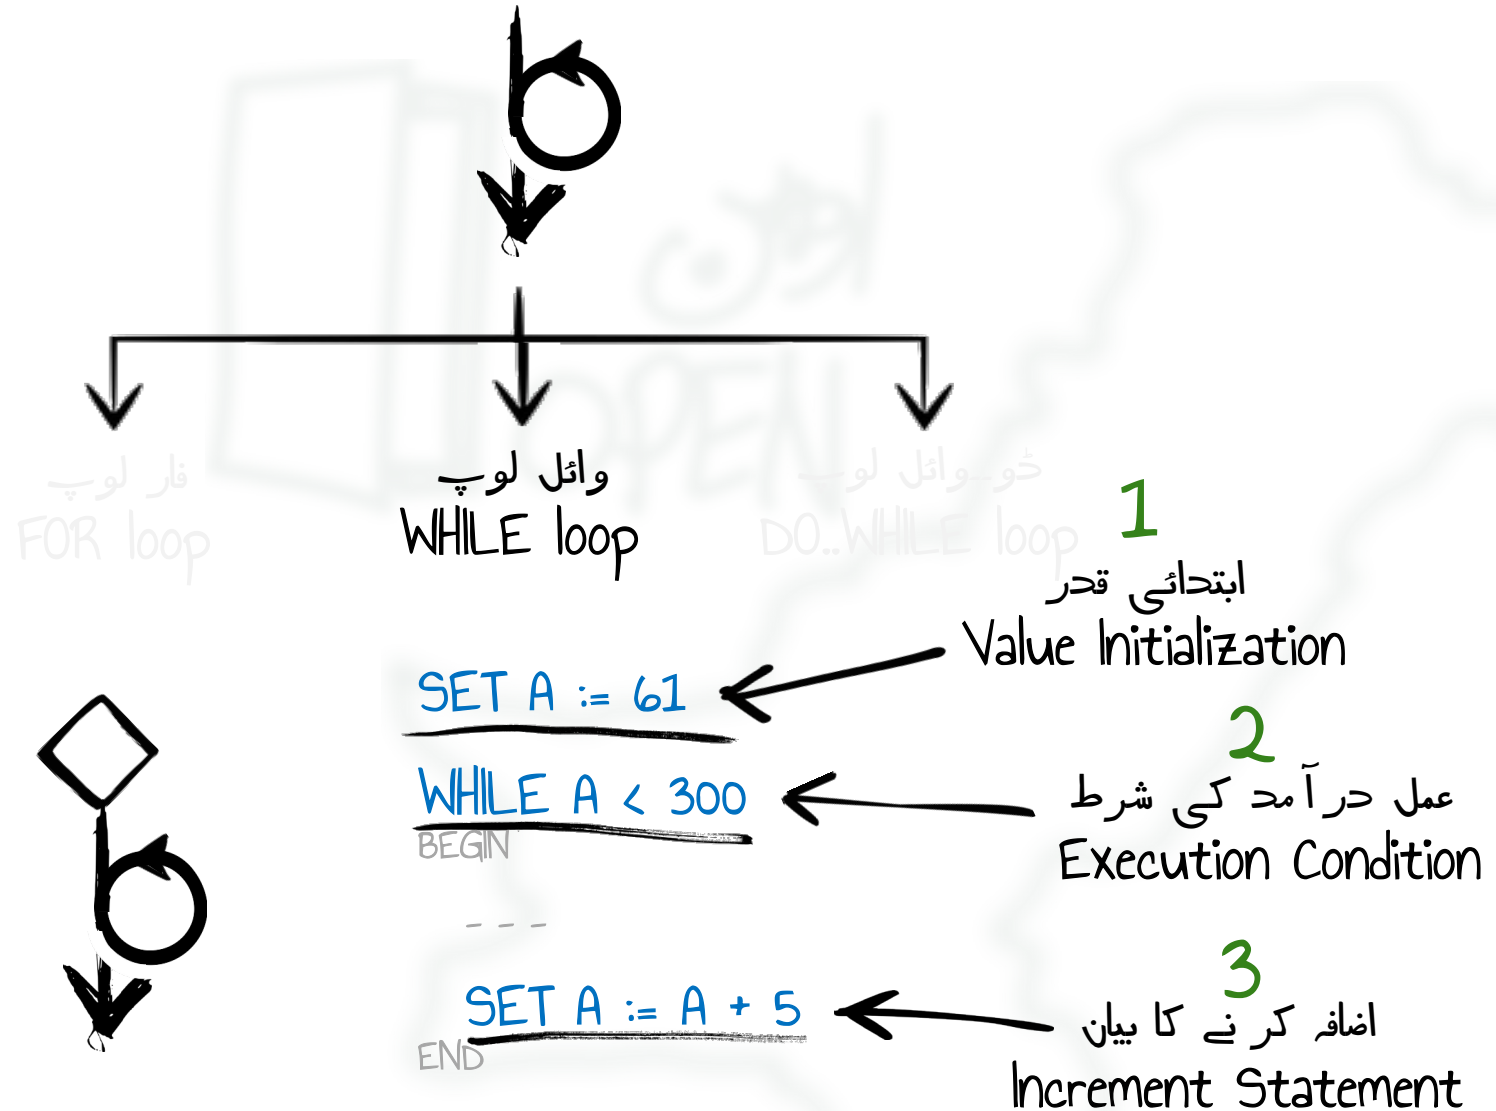 اوپن
OPEN
فار لوپ
FOR loop
وائل لوپ
WHILE loop
ڈو..وائل لوپ
DO..WHILE loop
1
ابتدائی قدر
Value Initialization
SET A := 61
2
عمل درآمد کی شرط
Execution Condition
WHILE A < 300
BEGIN
- - -
3
اضافہ کرنے کا بیان
Increment Statement
SET A := A + 5
END